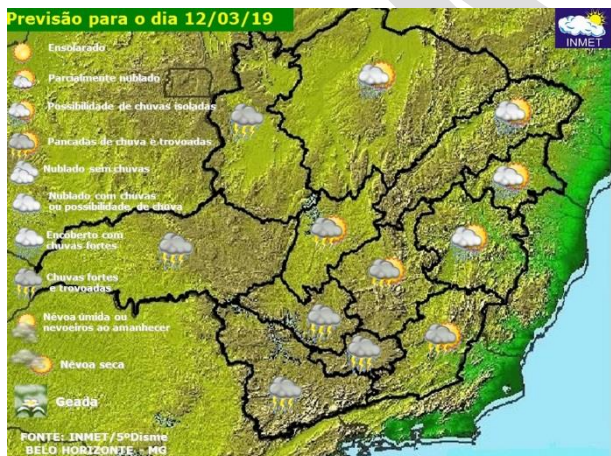 Previsão para o dia 12/03/19
INMET
Ensolarado
Parcialmente nublado
Possibilidade de chuvas isoladas
Pancadas de chuva e trovoadas
Nublado sem chuvas
Nublado com chuvas
ou possibilidade de chuva
Encoberto com
chuvas fortes
Chuvas fortes
e trovoadas
Névoa úmida ou
nevoeiros ao amanhecer
Névoa seca
Geada
FONTE: INMET/5ºDisme
BELO HORIZONTE - MG